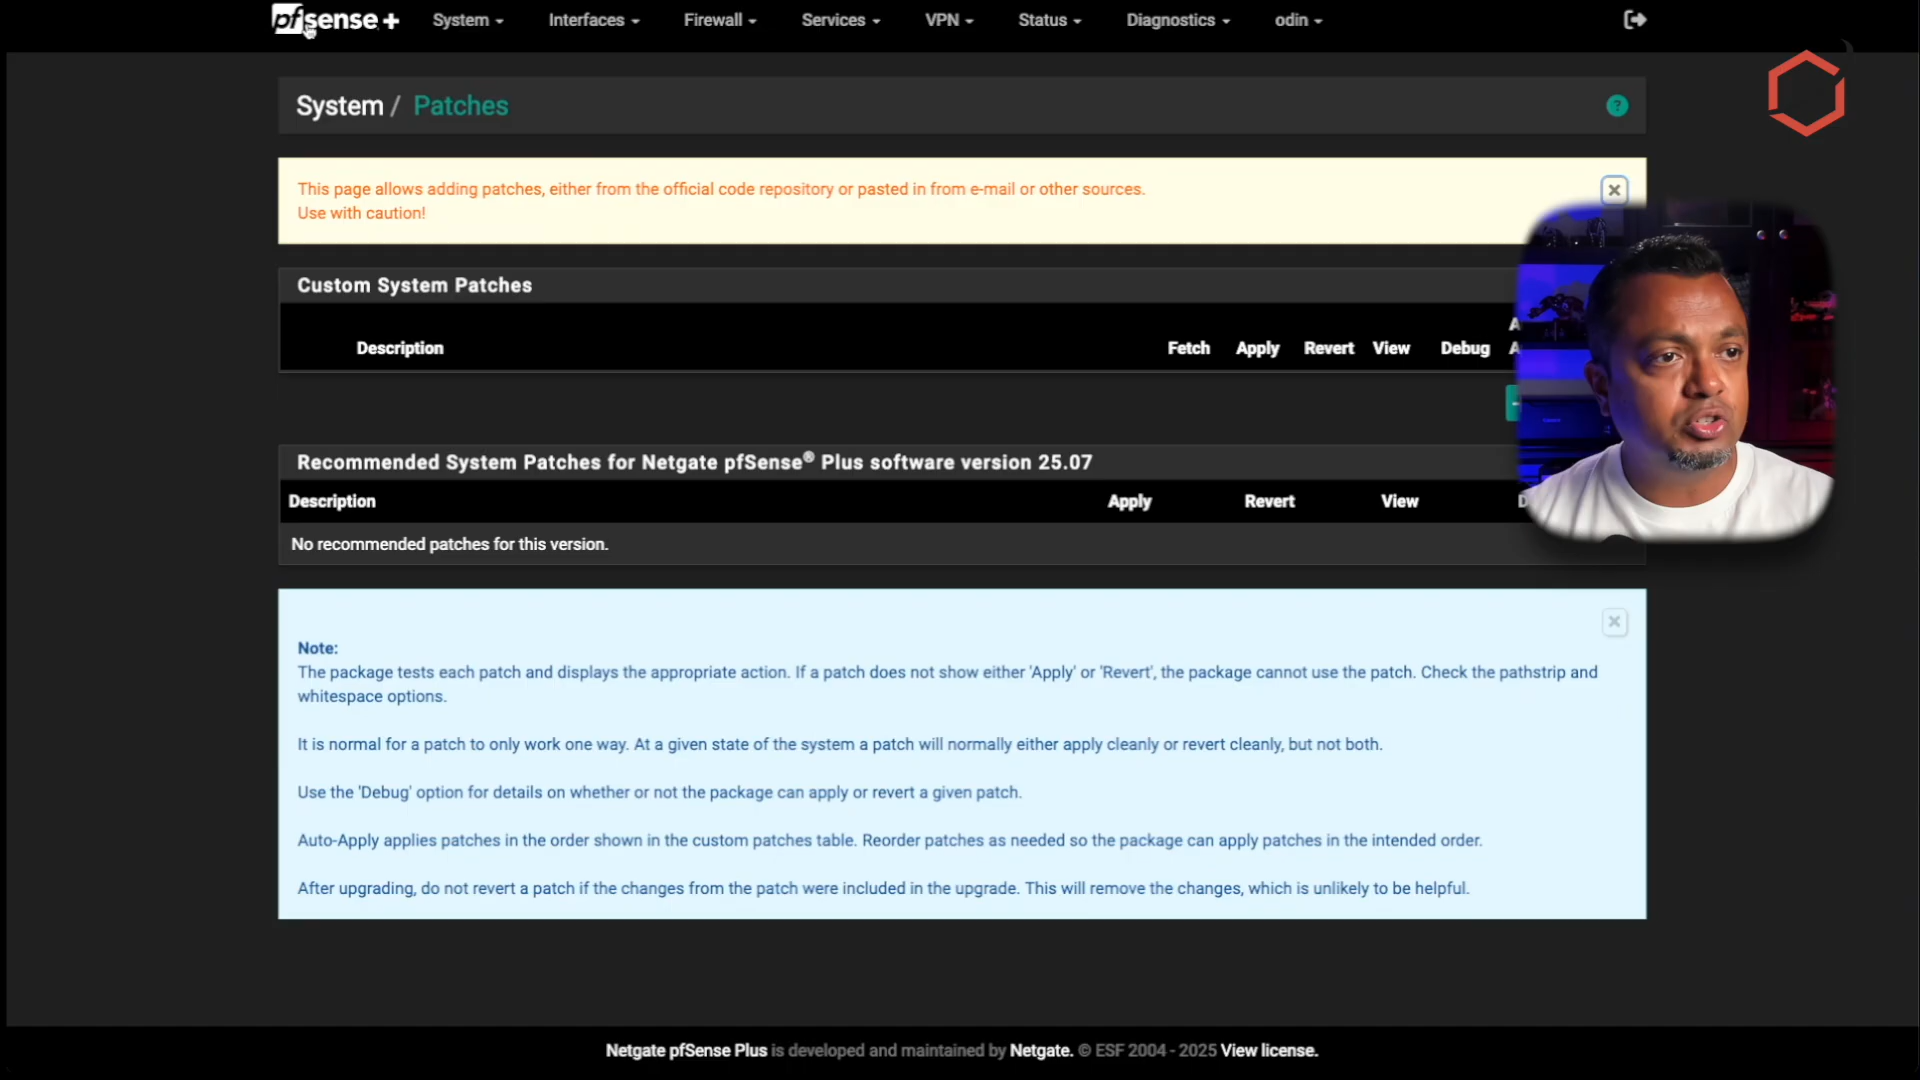 pfsense +
System
Interfaces
Firewall
Services
VPN
Status
Diagnostics
odin
System / Patches
?
This page allows adding patches, either from the official code repository or pasted in from e-mail or other sources.
Use with caution!
Custom System Patches
Description
Fetch
Apply
Revert
View
Debug
Recommended System Patches for Netgate pfSense® Plus software version 25.07
Description
Apply
Revert
View
No recommended patches for this version.
Note:
The package tests each patch and displays the appropriate action. If a patch does not show either 'Apply' or 'Revert', the package cannot use the patch. Check the pathstrip and
whitespace options.
It is normal for a patch to only work one way. At a given state of the system a patch will normally either apply cleanly or revert cleanly, but not both.
Use the 'Debug' option for details on whether or not the package can apply or revert a given patch.
Auto-Apply applies patches in the order shown in the custom patches table. Reorder patches as needed so the package can apply patches in the intended order.
After upgrading, do not revert a patch if the changes from the patch were included in the upgrade. This will remove the changes, which is unlikely to be helpful.
Netgate pfSense Plus is developed and maintained by Netgate. © ESF 2004 - 2025 View license.